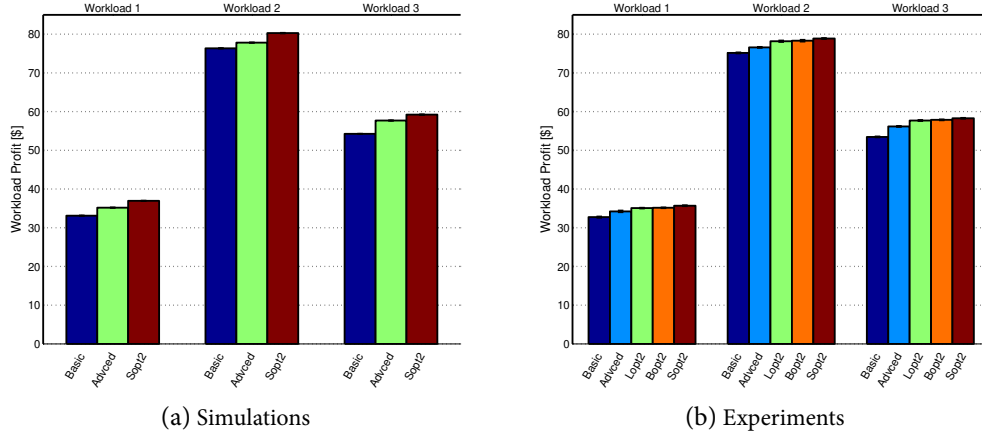 Workload 1 Workload 2 Workload 3
80
70
60
50
40
30
20
10
0
Workload Profit [$]
Basic Advced Sopt2 Basic Advced Sopt2 Basic Advced Sopt2
(a) Simulations
Workload 1 Workload 2 Workload 3
80
70
60
50
40
30
20
10
0
Workload Profit [$]
Basic Advced Lopt2 Bopt2 Sopt2 Basic Advced Lopt2 Bopt2 Sopt2 Basic Advced Lopt2 Bopt2 Sopt2
(b) Experiments